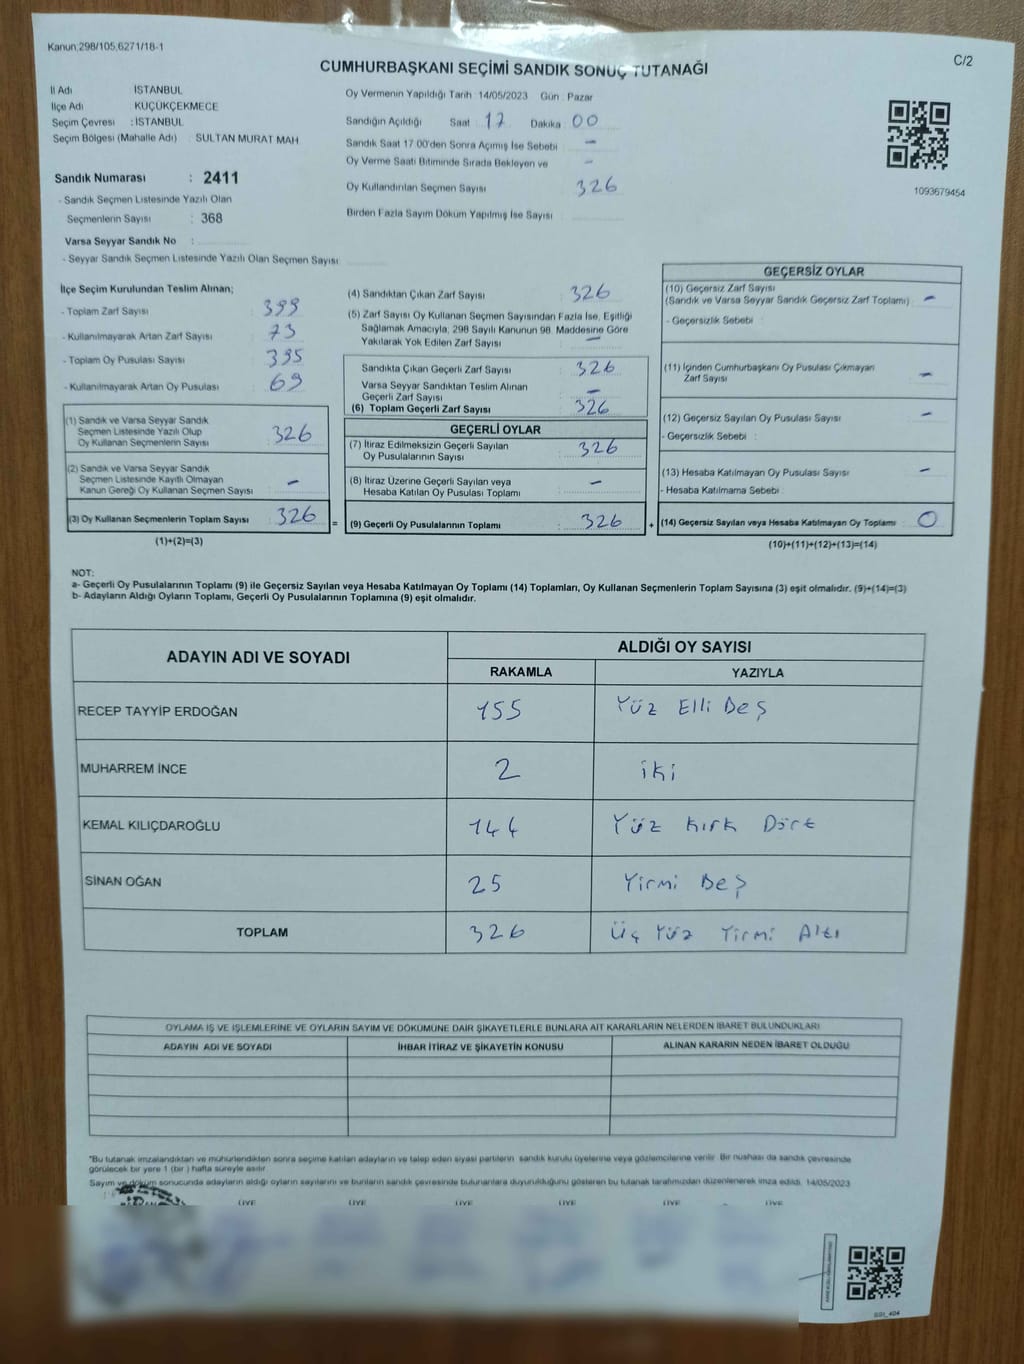 Kanun;298/105,6271/18-1
C/2
CUMHURBAŞKANI SEÇİMİ SANDIK SONUÇ TUTANAĞI
İl Adı İSTANBUL
İlçe Adı : KÜÇÜKÇEKMECE
Seçim Çevresi : İSTANBUL
Seçim Bölgesi (Mahalle Adı) : SULTAN MURAT MAH
Sandık Numarası : 2411
- Sandık Seçmen Listesinde Yazılı Olan
Seçmenlerin Sayısı : 368
Varsa Seyyar Sandık No :
- Seyyar Sandık Seçmen Listesinde Yazılı Olan Seçmen Sayısı
Oy Vermenin Yapıldığı Tarih : 14/05/2023 Gün : Pazar
Sandığın Açıldığı Saat : 17 Dakika 00
Sandık Saat 17:00'den Sonra Açımış İse Sebebi -
Oy Verme Saati Bitiminde Sırada Bekleyen ve -
Oy Kullandırılan Seçmen Sayısı 326
Birden Fazla Sayım Döküm Yapılmış İse Sayısı
1093679454
İlçe Seçim Kurulundan Teslim Alınan;
- Toplam Zarf Sayısı : 399
- Kullanılmayarak Artan Zarf Sayısı : 73
- Toplam Oy Pusulası Sayısı : 395
- Kullanılmayarak Artan Oy Pusulası : 69
(1) Sandık ve Varsa Seyyar Sandık
Seçmen Listesinde Yazılı Olup
Oy Kullanan Seçmenlerin Sayısı : 326
(2) Sandık ve Varsa Seyyar Sandık
Seçmen Listesinde Kayıtlı Olmayan
Kanun Gereği Oy Kullanan Seçmen Sayısı : -
(3) Oy Kullanan Seçmenlerin Toplam Sayısı : 326
(1)+(2)=(3)
=
(4) Sandıktan Çıkan Zarf Sayısı : 326
(5) Zarf Sayısı Oy Kullanan Seçmen Sayısından Fazla İse, Eşitliği
Sağlamak Amacıyla, 298 Sayılı Kanunun 98. Maddesine Göre
Yakılarak Yok Edilen Zarf Sayısı : -
Sandıkta Çıkan Geçerli Zarf Sayısı : 326
Varsa Seyyar Sandıktan Teslim Alınan
Geçerli Zarf Sayısı : -
(6) Toplam Geçerli Zarf Sayısı : 326
GEÇERLİ OYLAR
(7) İtiraz Edilmeksizin Geçerli Sayılan
Oy Pusulalarının Sayısı : 326
(8) İtiraz Üzerine Geçerli Sayılan veya
Hesaba Katılan Oy Pusulası Toplamı : -
(9) Geçerli Oy Pusulalarının Toplamı : 326
+
GEÇERSİZ OYLAR
(10) Geçersiz Zarf Sayısı
(Sandık ve Varsa Seyyar Sandık Geçersiz Zarf Toplamı) : -
- Geçersizlik Sebebi :
(11) İçinden Cumhurbaşkanı Oy Pusulası Çıkmayan
Zarf Sayısı : -
(12) Geçersiz Sayılan Oy Pusulası Sayısı : -
- Geçersizlik Sebebi :
(13) Hesaba Katılmayan Oy Pusulası Sayısı : -
- Hesaba Katılmama Sebebi :
(14) Geçersiz Sayılan veya Hesaba Katılmayan Oy Toplamı : 0
(10)+(11)+(12)+(13)=(14)
NOT:
a- Geçerli Oy Pusulalarının Toplamı (9) ile Geçersiz Sayılan veya Hesaba Katılmayan Oy Toplamı (14) Toplamları, Oy Kullanan Seçmenlerin Toplam Sayısına (3) eşit olmalıdır. (9)+(14)=(3)
b- Adayların Aldığı Oyların Toplamı, Geçerli Oy Pusulalarının Toplamına (9) eşit olmalıdır.
ADAYIN ADI VE SOYADI
ALDIĞI OY SAYISI
RAKAMLA YAZIYLA
RECEP TAYYİP ERDOĞAN 155 Yüz Elli Beş
MUHARREM İNCE 2 iki
KEMAL KILIÇDAROĞLU 144 Yüz Kırk Dört
SİNAN OĞAN 25 Yirmi Beş
TOPLAM 326 Üç Yüz Yirmi Altı
OYLAMA İŞ VE İŞLEMLERİNE VE OYLARIN SAYIM VE DÖKÜMÜNE DAİR ŞİKAYETLERLE BUNLARA AİT KARARLARIN NELERDEN İBARET BULUNDUKLARI
ADAYIN ADI VE SOYADI İHBAR İTİRAZ VE ŞİKAYETİN KONUSU ALINAN KARARIN NEDEN İBARET OLDUĞU
*Bu tutanak imzalandıktan ve mühürlendikten sonra seçime katılan adayların ve talep eden siyasi partilerin sandık kurulu üyelerine veya gözlemcilerine verilir. Bir nüshası da sandık çevresinde
görülecek bir yere 1 (bir) hafta süreyle asılır.
Sayım ve döküm sonucunda adayların aldığı oyların sayılarını ve bunların sandık çevresinde bulunanlara duyurulduğunu gösteren bu tutanak tarafımızdan düzenlenerek imza edildi. 14/05/2023
ÜYE ÜYE ÜYE ÜYE ÜYE ÜYE